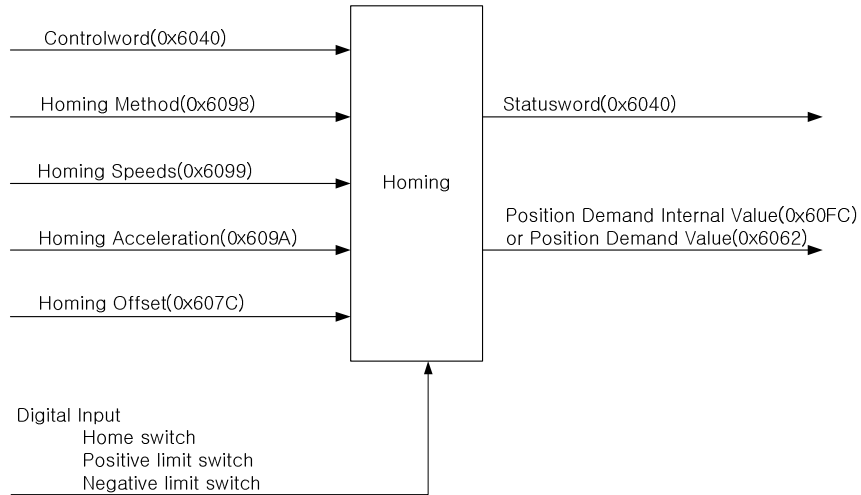 Controlword(0x6040)
Homing Method(0x6098)
Homing Speeds(0x6099)
Homing Acceleration(0x609A)
Homing Offset(0x607C)
Homing
Statusword(0x6040)
Position Demand Internal Value(0x60FC)
or Position Demand Value(0x6062)
Digital Input
Home switch
Positive limit switch
Negative limit switch